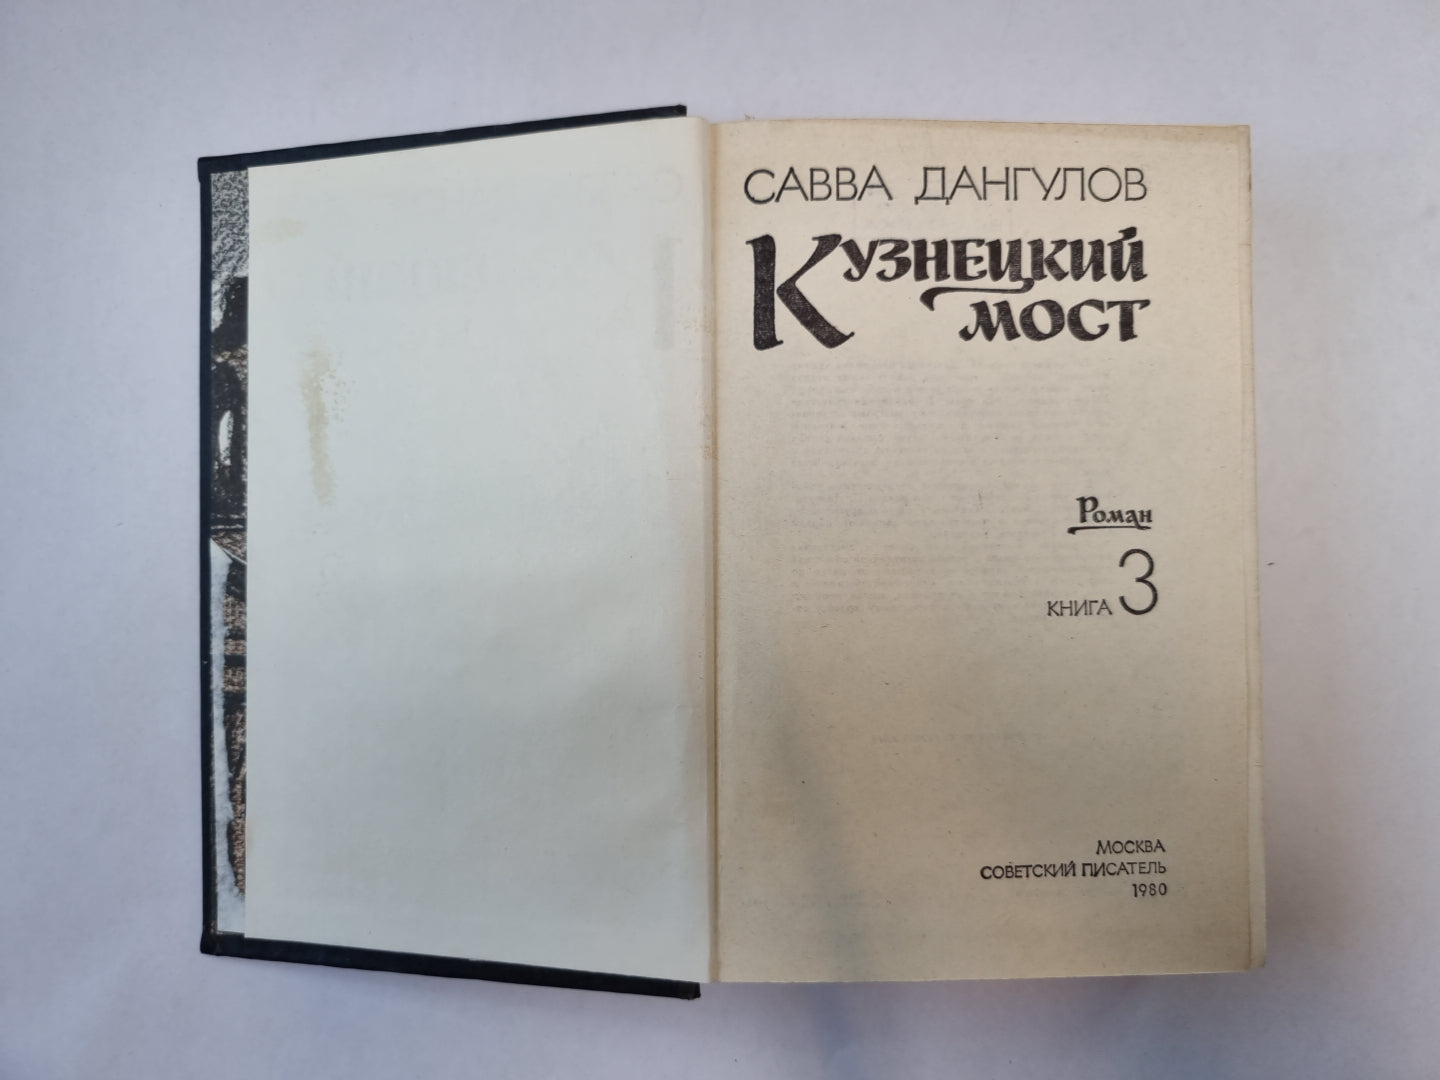 САВВА ДАНГУЛОВ
КУЗНЕЦКИЙ
МОСТ
Роман
КНИГА 3
МОСКВА
СОВЕТСКИЙ ПИСАТЕЛЬ
1980